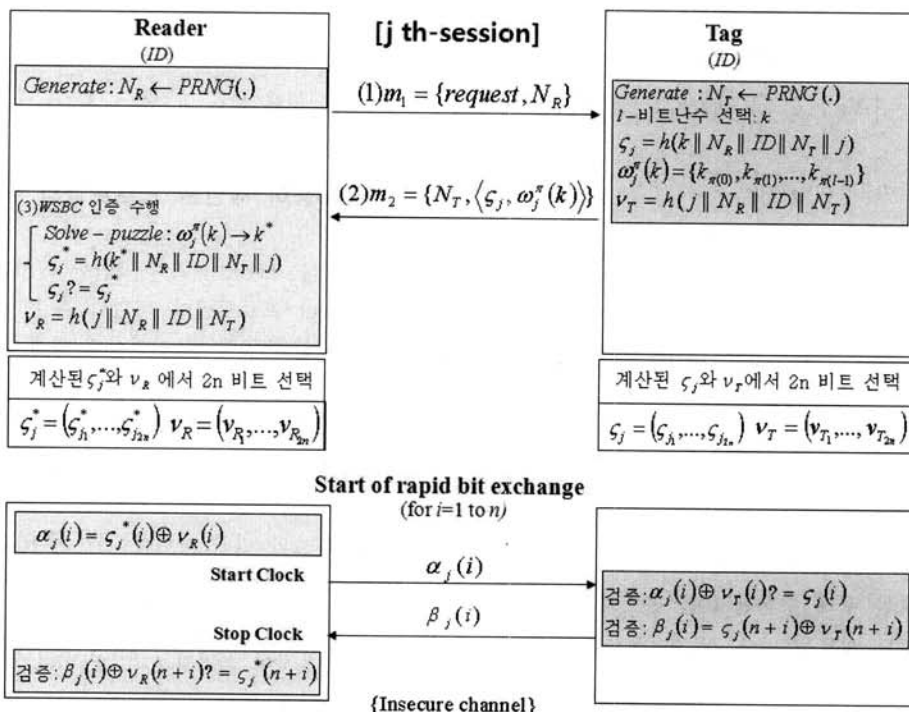 Reader
(ID)
[j th-session]
Tag
(ID)
Generate: N_R ← PRNG(.)
(1)m_1 = {request, N_R}
Generate : N_T ← PRNG(.)
l-비트난수 선택: k
ς_j = h(k || N_R || ID || N_T || j)
ω_j^π(k) = {k_π(0), k_π(1),..., k_π(l-1)}
ν_T = h(j || N_R || ID || N_T)
(2)m_2 = {N_T, ⟨ς_j, ω_j^π(k)⟩}
(3)WSBC 인증 수행
Solve - puzzle: ω_j^π(k) → k^*
ς_j^* = h(k^* || N_R || ID || N_T || j)
ς_j ? = ς_j^*
ν_R = h(j || N_R || ID || N_T)
계산된 ς_j^*와 ν_R 에서 2n 비트 선택
ς_j^* = (ς_j1^*,...,ς_j2n^*) ν_R = (ν_R1,...,ν_R2n)
계산된 ς_j와 ν_T에서 2n 비트 선택
ς_j = (ς_j1,...,ς_j2n) ν_T = (ν_T1,..., ν_T2n)
Start of rapid bit exchange
(for i=1 to n)
α_j(i) = ς_j^*(i) ⊕ ν_R(i)
Start Clock
α_j(i)
검증: α_j(i) ⊕ ν_T(i)? = ς_j(i)
검증: β_j(i) = ς_j(n+i) ⊕ ν_T(n+i)
β_j(i)
Stop Clock
검증: β_j(i) ⊕ ν_R(n+i)? = ς_j^*(n+i)
{Insecure channel}